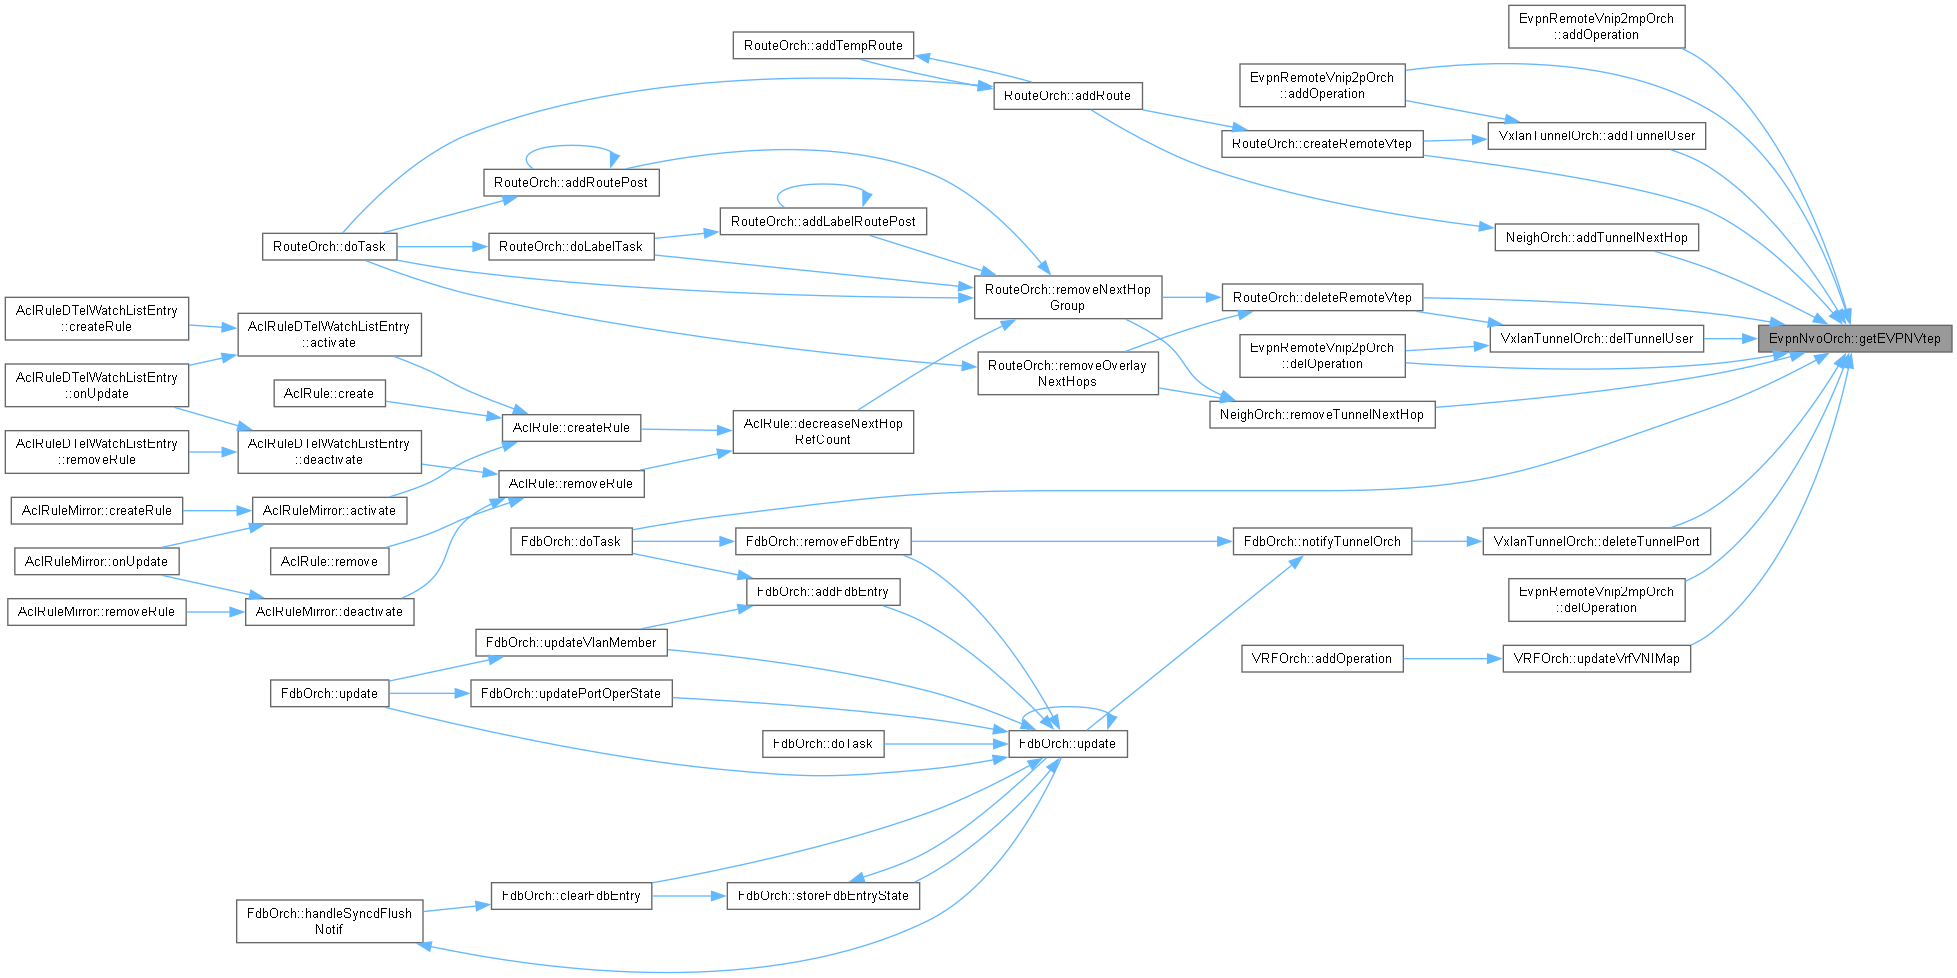 EvpnRemoteVnip2mpOrch
::addOperation
RouteOrch::addTempRoute
EvpnRemoteVnip2pOrch
::addOperation
RouteOrch::addRoute
VxlanTunnelOrch::addTunnelUser
RouteOrch::createRemoteVtep
RouteOrch::addRoutePost
RouteOrch::addLabelRoutePost
NeighOrch::addTunnelNextHop
RouteOrch::doTask
RouteOrch::doLabelTask
RouteOrch::removeNextHop
Group
RouteOrch::deleteRemoteVtep
AclRuleDTelWatchListEntry
::createRule
AclRuleDTelWatchListEntry
::activate
VxlanTunnelOrch::delTunnelUser
EvpnNvoOrch::getEVPNVtep
EvpnRemoteVnip2pOrch
::delOperation
RouteOrch::removeOverlay
NextHops
AclRuleDTelWatchListEntry
::onUpdate
AclRule::create
NeighOrch::removeTunnelNextHop
AclRule::createRule
AclRule::decreaseNextHop
RefCount
AclRuleDTelWatchListEntry
::removeRule
AclRuleDTelWatchListEntry
::deactivate
AclRule::removeRule
AclRuleMirror::createRule
AclRuleMirror::activate
FdbOrch::doTask
FdbOrch::removeFdbEntry
FdbOrch::notifyTunnelOrch
VxlanTunnelOrch::deleteTunnelPort
AclRuleMirror::onUpdate
AclRule::remove
FdbOrch::addFdbEntry
EvpnRemoteVnip2mpOrch
::delOperation
AclRuleMirror::removeRule
AclRuleMirror::deactivate
FdbOrch::updateVlanMember
VRFOrch::addOperation
VRFOrch::updateVrfVNIMap
FdbOrch::update
FdbOrch::updatePortOperState
FdbOrch::doTask
FdbOrch::update
FdbOrch::clearFdbEntry
FdbOrch::storeFdbEntryState
FdbOrch::handleSyncdFlush
Notif